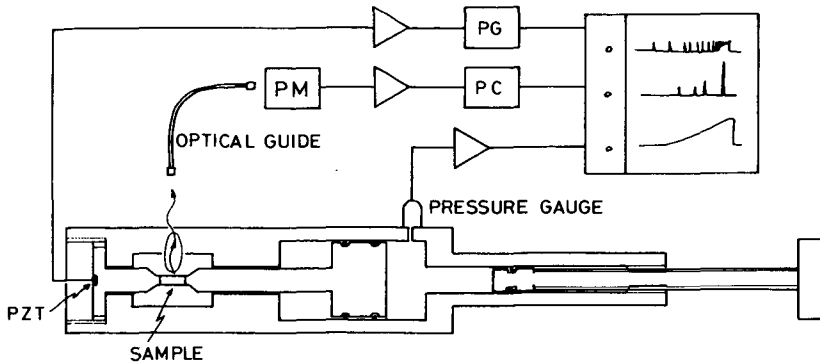 PG
PM
PC
OPTICAL GUIDE
PRESSURE GAUGE
PZT
SAMPLE